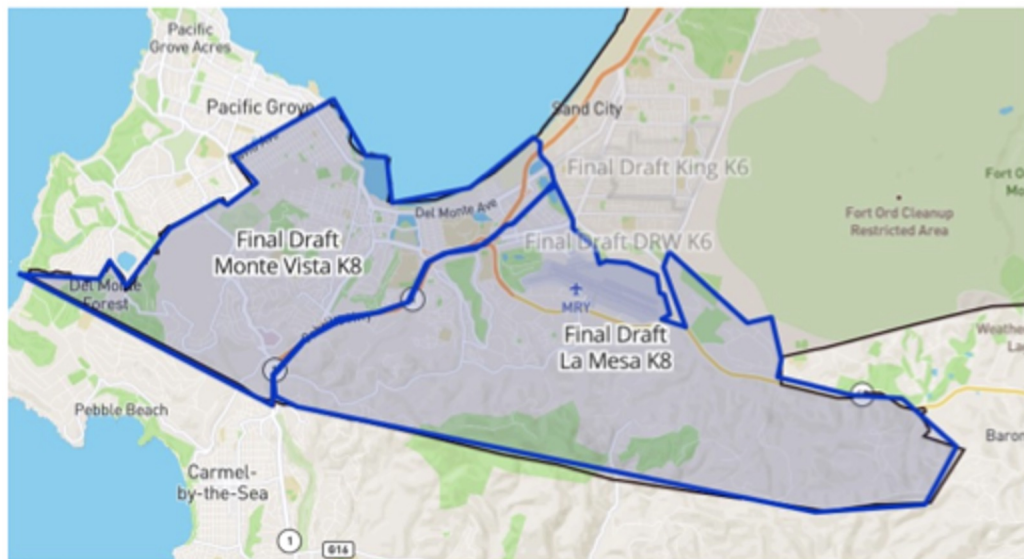 Pacific
Grove Acres
Pacific Grove
Sand City
Final Draft King K6
Fort Ord Cleanup
Restricted Area
Del Monte Ave
Final Draft
Monte Vista K8
Final Draft DRW K6
Del Monte
Forest
MRY
Final Draft
La Mesa K8
Pebble Beach
Carmel-
by-the-Sea
1
G16